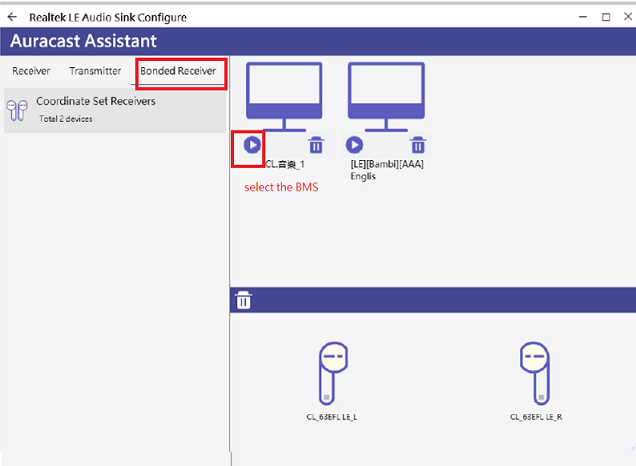 Realtek LE Audio Sink Configure
Auracast Assistant
Receiver Transmitter Bonded Receiver
Coordinate Set Receivers
Total 2 devices
CL.音樂_1
[LE][Bambi][AAA]
Englis
select the BMS
CL_63EFL LE_L
CL_63EFL LE_R